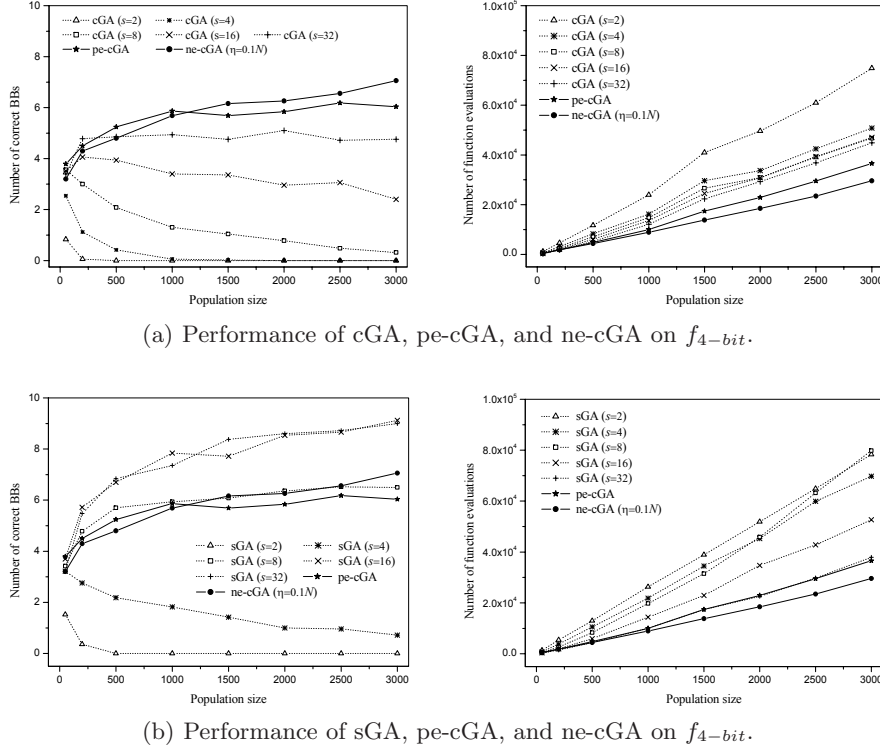 cGA (s=2) cGA (s=4)
cGA (s=8) cGA (s=16) cGA (s=32)
pe-cGA ne-cGA (η=0.1N)
Number of correct BBs
10
8
6
4
2
0
0 500 1000 1500 2000 2500 3000
Population size
cGA (s=2)
cGA (s=4)
cGA (s=8)
cGA (s=16)
cGA (s=32)
pe-cGA
ne-cGA (η=0.1N)
Number of function evaluations
1.0x10⁵
8.0x10⁴
6.0x10⁴
4.0x10⁴
2.0x10⁴
0.0
0 500 1000 1500 2000 2500 3000
Population size
(a) Performance of cGA, pe-cGA, and ne-cGA on f₄₋bit.
Number of correct BBs
10
8
6
4
2
0
sGA (s=2) sGA (s=4)
sGA (s=8) sGA (s=16)
sGA (s=32) pe-cGA
ne-cGA (η=0.1N)
0 500 1000 1500 2000 2500 3000
Population size
sGA (s=2)
sGA (s=4)
sGA (s=8)
sGA (s=16)
sGA (s=32)
pe-cGA
ne-cGA (η=0.1N)
Number of function evaluations
1.0x10⁵
8.0x10⁴
6.0x10⁴
4.0x10⁴
2.0x10⁴
0.0
0 500 1000 1500 2000 2500 3000
Population size
(b) Performance of sGA, pe-cGA, and ne-cGA on f₄₋bit.